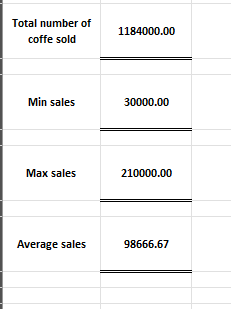 Total number of
coffe sold
1184000.00
Min sales
30000.00
Max sales
210000.00
Average sales
98666.67